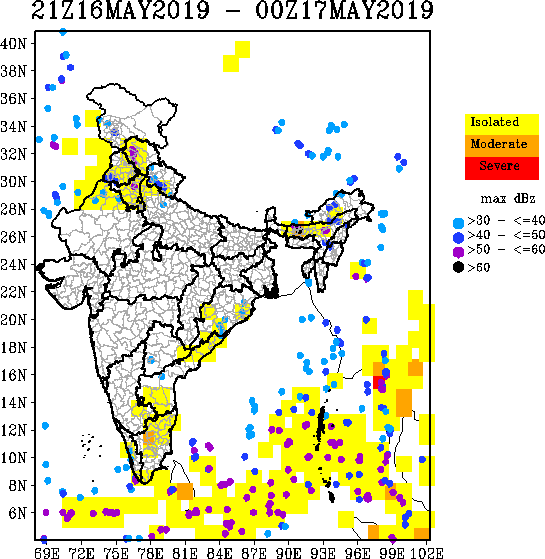 21Z16MAY2019 - 00Z17MAY2019
40N
38N
36N
34N
32N
30N
28N
26N
24N
22N
20N
18N
16N
14N
12N
10N
8N
6N
69E 72E 75E 78E 81E 84E 87E 90E 93E 96E 99E 102E
Isolated
Moderate
Severe
max dBz
>30 - <=40
>40 - <=50
>50 - <=60
>60